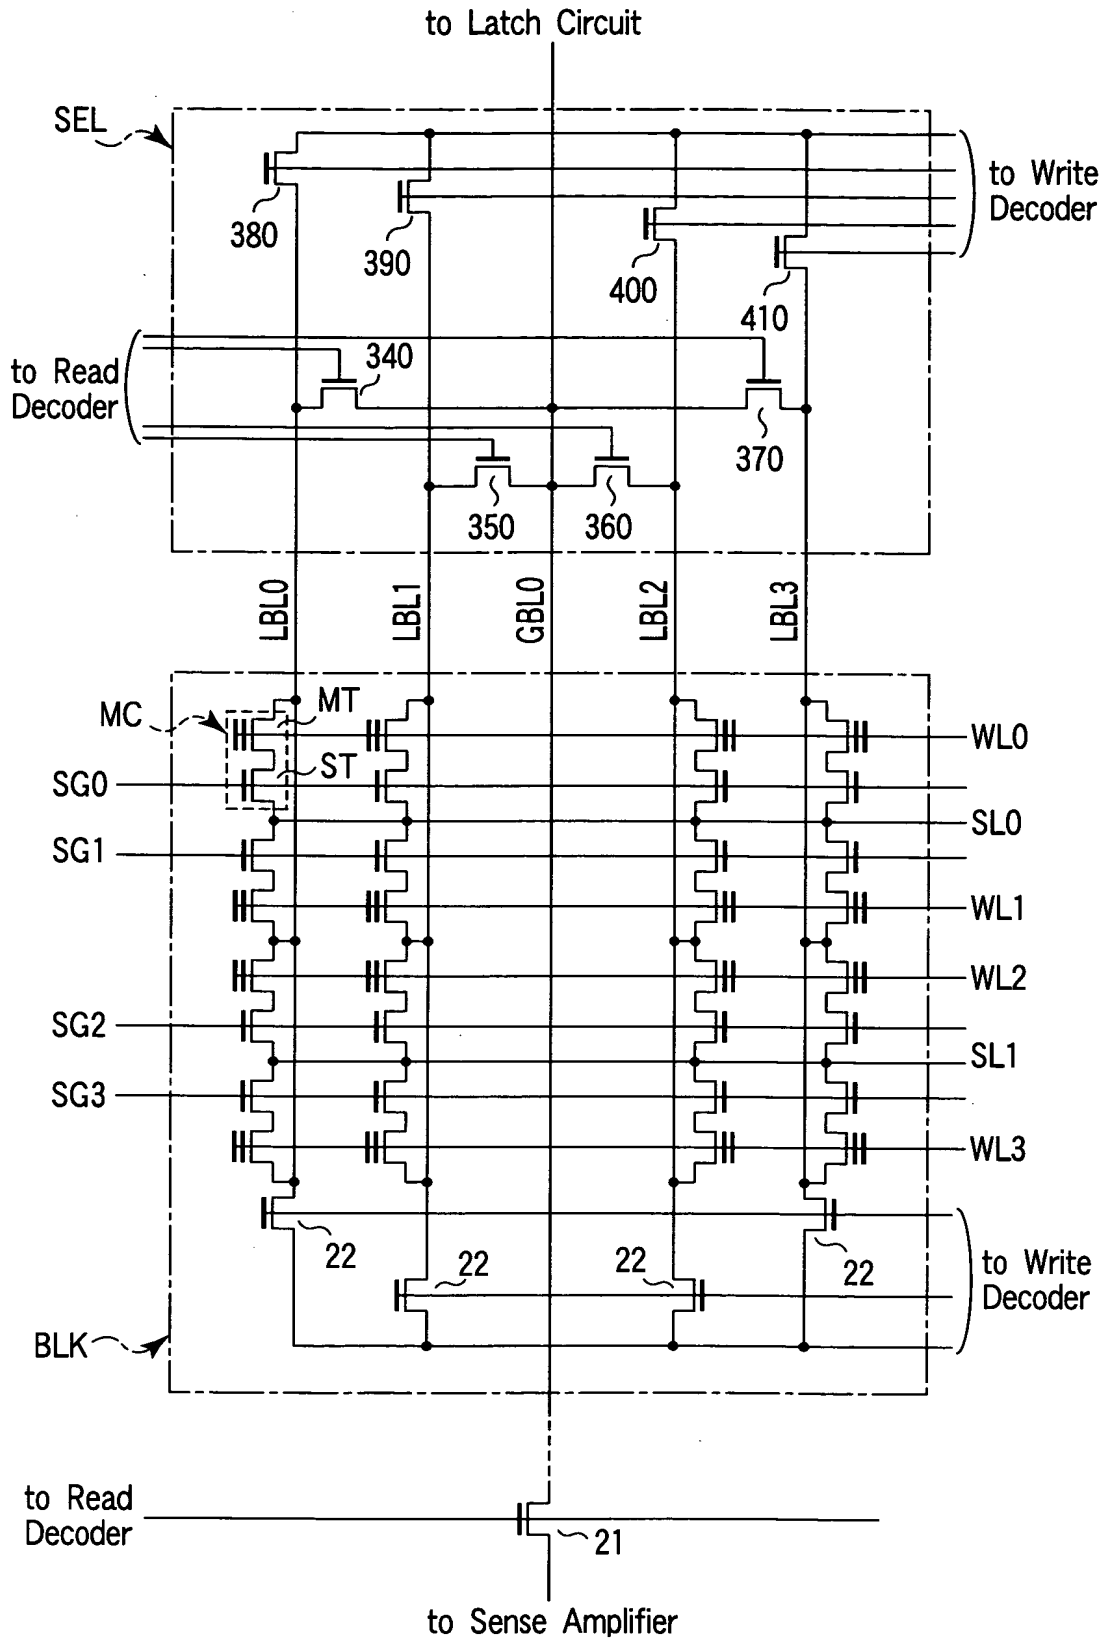 to Latch Circuit
SEL
to Write
Decoder
380
390
400
410
to Read
Decoder
340
370
350
360
LBL0
LBL1
GBL0
LBL2
LBL3
MC
MT
WL0
ST
SG0
SL0
SG1
WL1
WL2
SG2
SL1
SG3
WL3
22
22
22
22
to Write
Decoder
BLK
to Read
Decoder
21
to Sense Amplifier